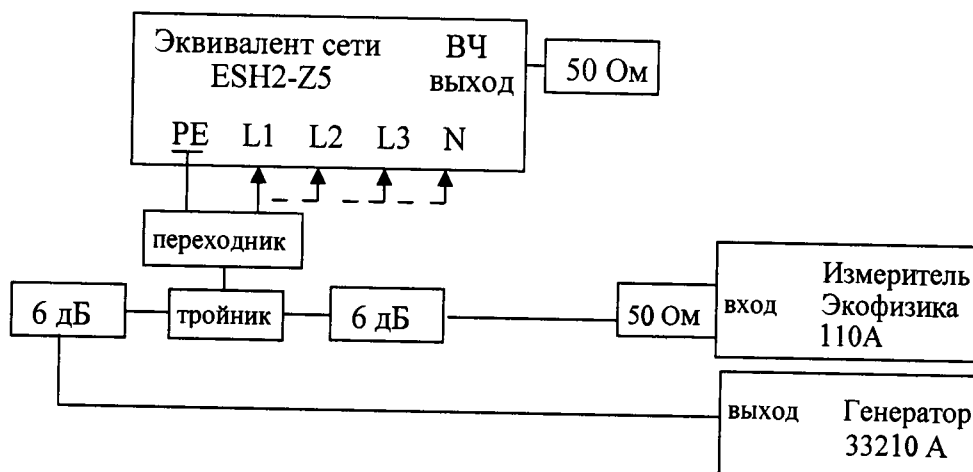 Эквивалент сети
ESH2-Z5
ВЧ
выход
50 Ом
PE L1 L2 L3 N
переходник
6 дБ
тройник
6 дБ
50 Ом
вход
Измеритель
Экофизика
110А
выход
Генератор
33210 А